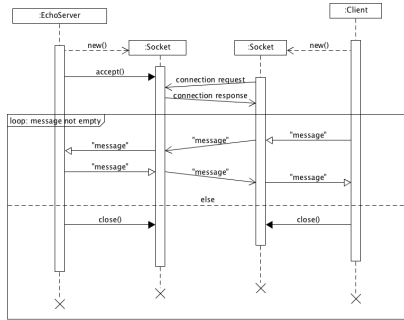 :EchoServer
:Client
new()
:Socket
:Socket
new()
accept()
connection request
connection response
loop: message not empty
"message"
"message"
"message"
"message"
"message"
"message"
else
close()
close()